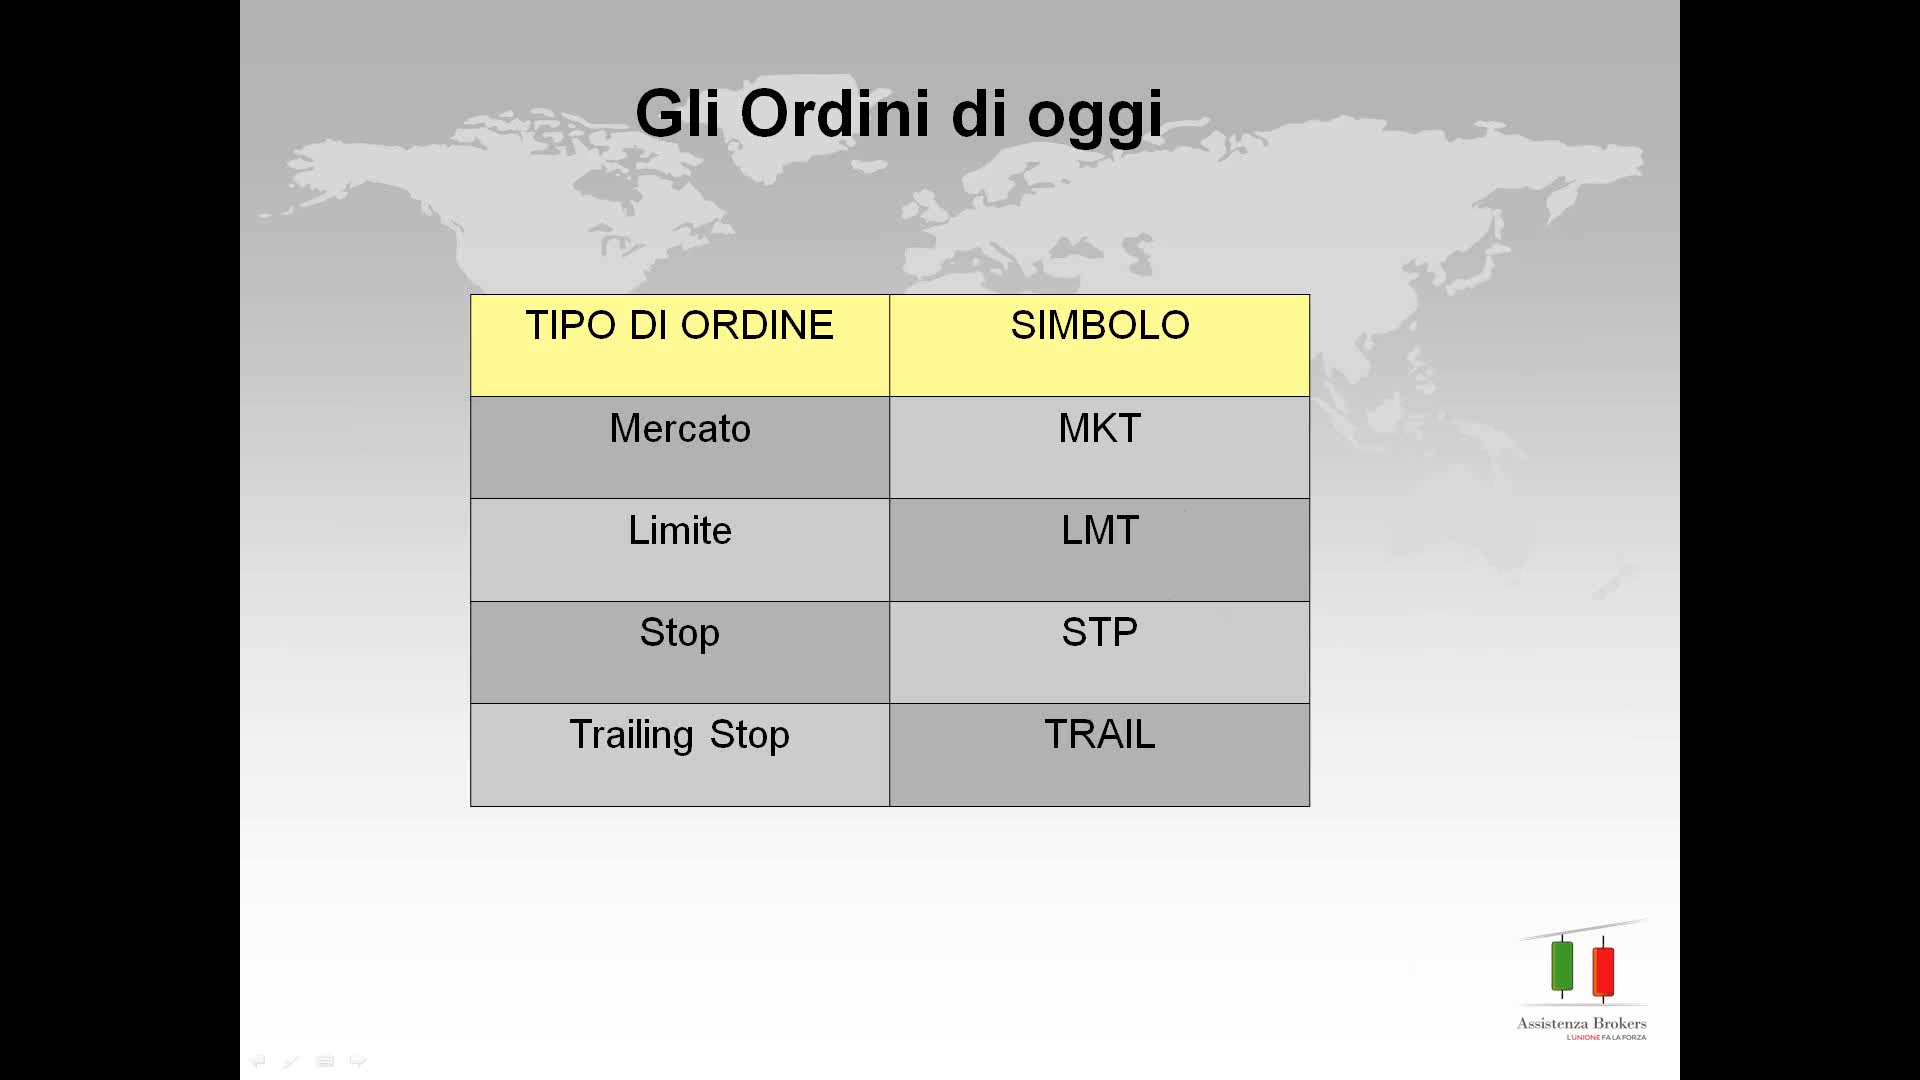 Gli Ordini di oggi
TIPO DI ORDINE SIMBOLO
Mercato MKT
Limite LMT
Stop STP
Trailing Stop TRAIL
Assistenza Brokers
L'UNIONE FA LA FORZA